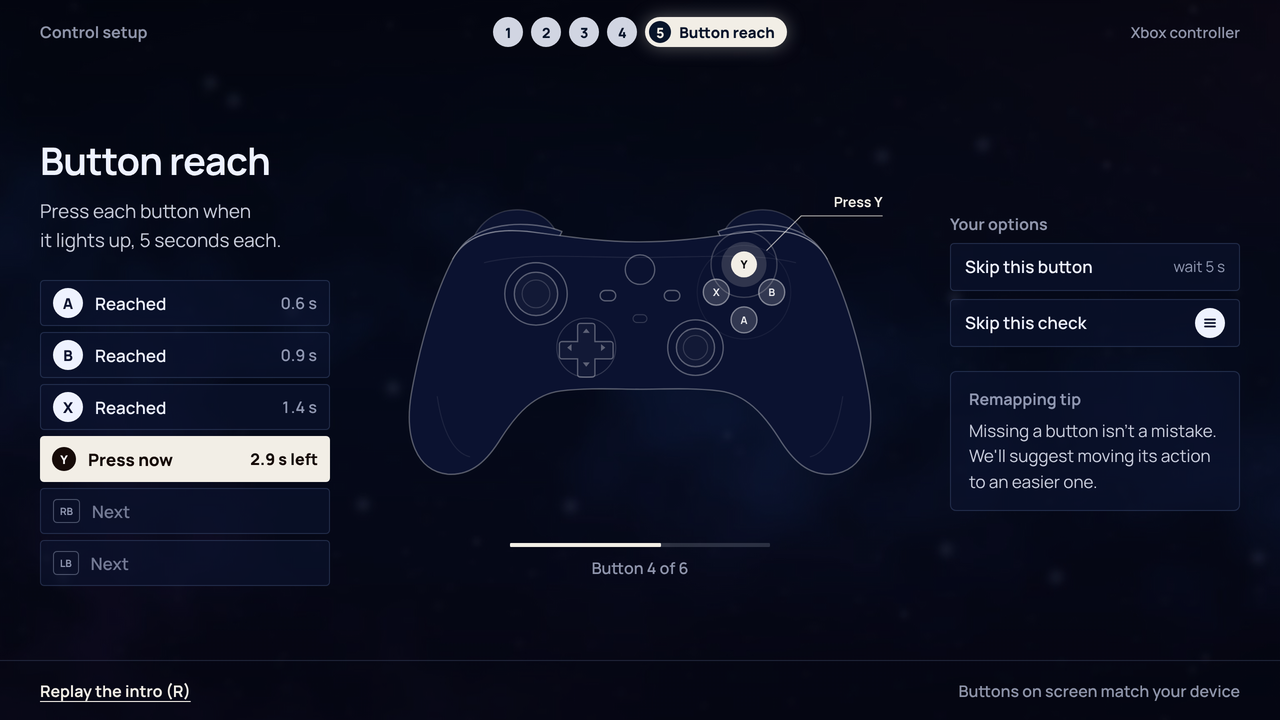 Control setup
1 2 3 4 5 Button reach
Xbox controller
Button reach
Press each button when
it lights up, 5 seconds each.
A Reached 0.6 s
B Reached 0.9 s
X Reached 1.4 s
Y Press now 2.9 s left
RB Next
LB Next
Press Y
Y
X
B
A
Button 4 of 6
Your options
Skip this button wait 5 s
Skip this check
Remapping tip
Missing a button isn't a mistake.
We'll suggest moving its action
to an easier one.
Replay the intro (R)
Buttons on screen match your device